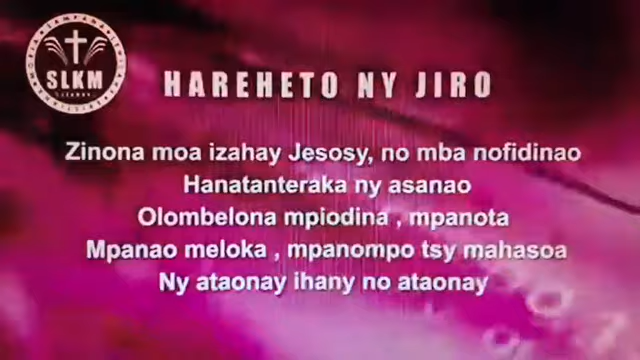 SLKM
HAREHETO NY JIRO
Zinona moa izahay Jesosy, no mba nofidinao
Hanatanteraka ny asanao
Olombelona mpiodina , mpanota
Mpanao meloka , mpanompo tsy mahasoa
Ny ataonay ihany no ataonay